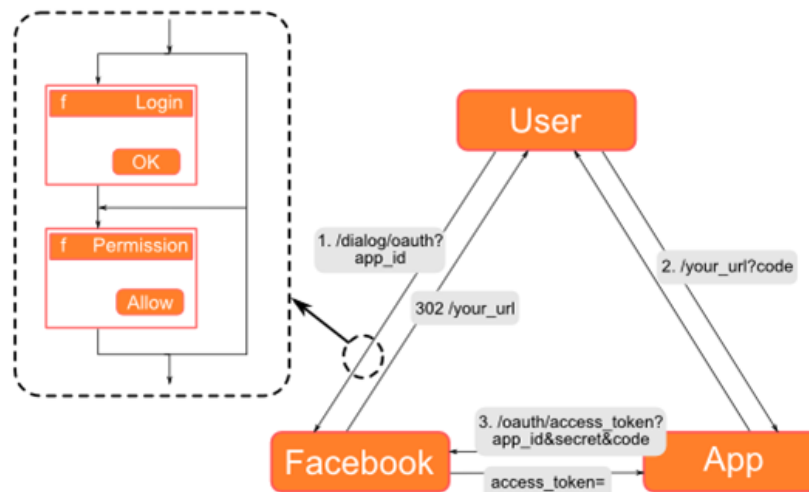 f Login
OK
f Permission
Allow
User
1. /dialog/oauth?
app_id
302 /your_url
2. /your_url?code
3. /oauth/access_token?
app_id&secret&code
Facebook
App
access_token=